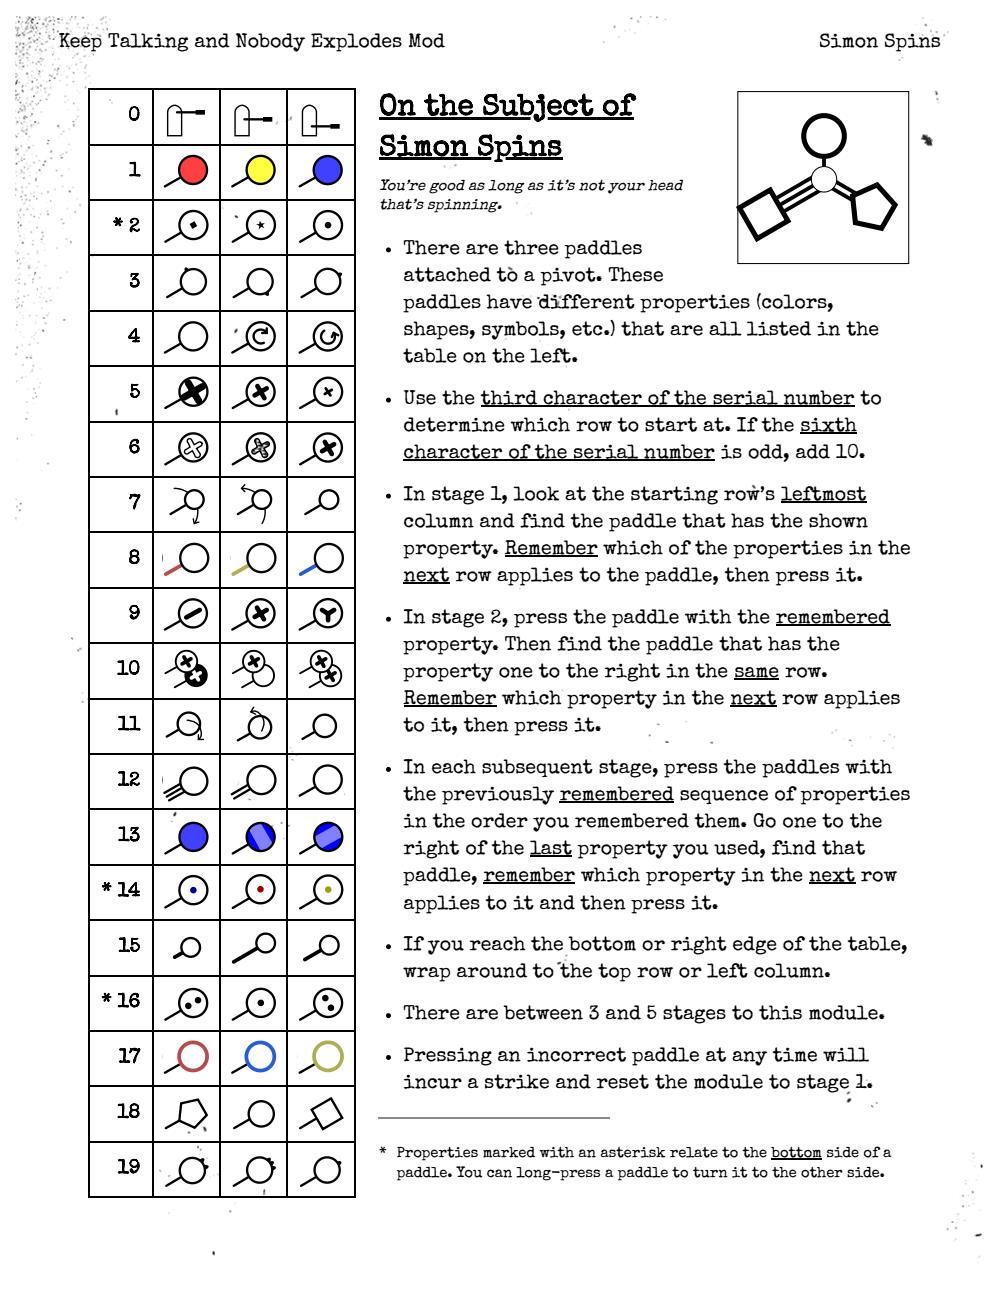 Keep Talking and Nobody Explodes Mod
Simon Spins
0
1
* 2
3
4
5
6
7
8
9
10
11
12
13
* 14
15
* 16
17
18
19
On the Subject of
Simon Spins
You're good as long as it's not your head
that's spinning.
• There are three paddles
attached to a pivot. These
paddles have different properties (colors,
shapes, symbols, etc.) that are all listed in the
table on the left.
• Use the third character of the serial number to
determine which row to start at. If the sixth
character of the serial number is odd, add 10.
• In stage 1, look at the starting row's leftmost
column and find the paddle that has the shown
property. Remember which of the properties in the
next row applies to the paddle, then press it.
• In stage 2, press the paddle with the remembered
property. Then find the paddle that has the
property one to the right in the same row.
Remember which property in the next row applies
to it, then press it.
• In each subsequent stage, press the paddles with
the previously remembered sequence of properties
in the order you remembered them. Go one to the
right of the last property you used, find that
paddle, remember which property in the next row
applies to it and then press it.
• If you reach the bottom or right edge of the table,
wrap around to the top row or left column.
• There are between 3 and 5 stages to this module.
• Pressing an incorrect paddle at any time will
incur a strike and reset the module to stage 1.
* Properties marked with an asterisk relate to the bottom side of a
paddle. You can long-press a paddle to turn it to the other side.